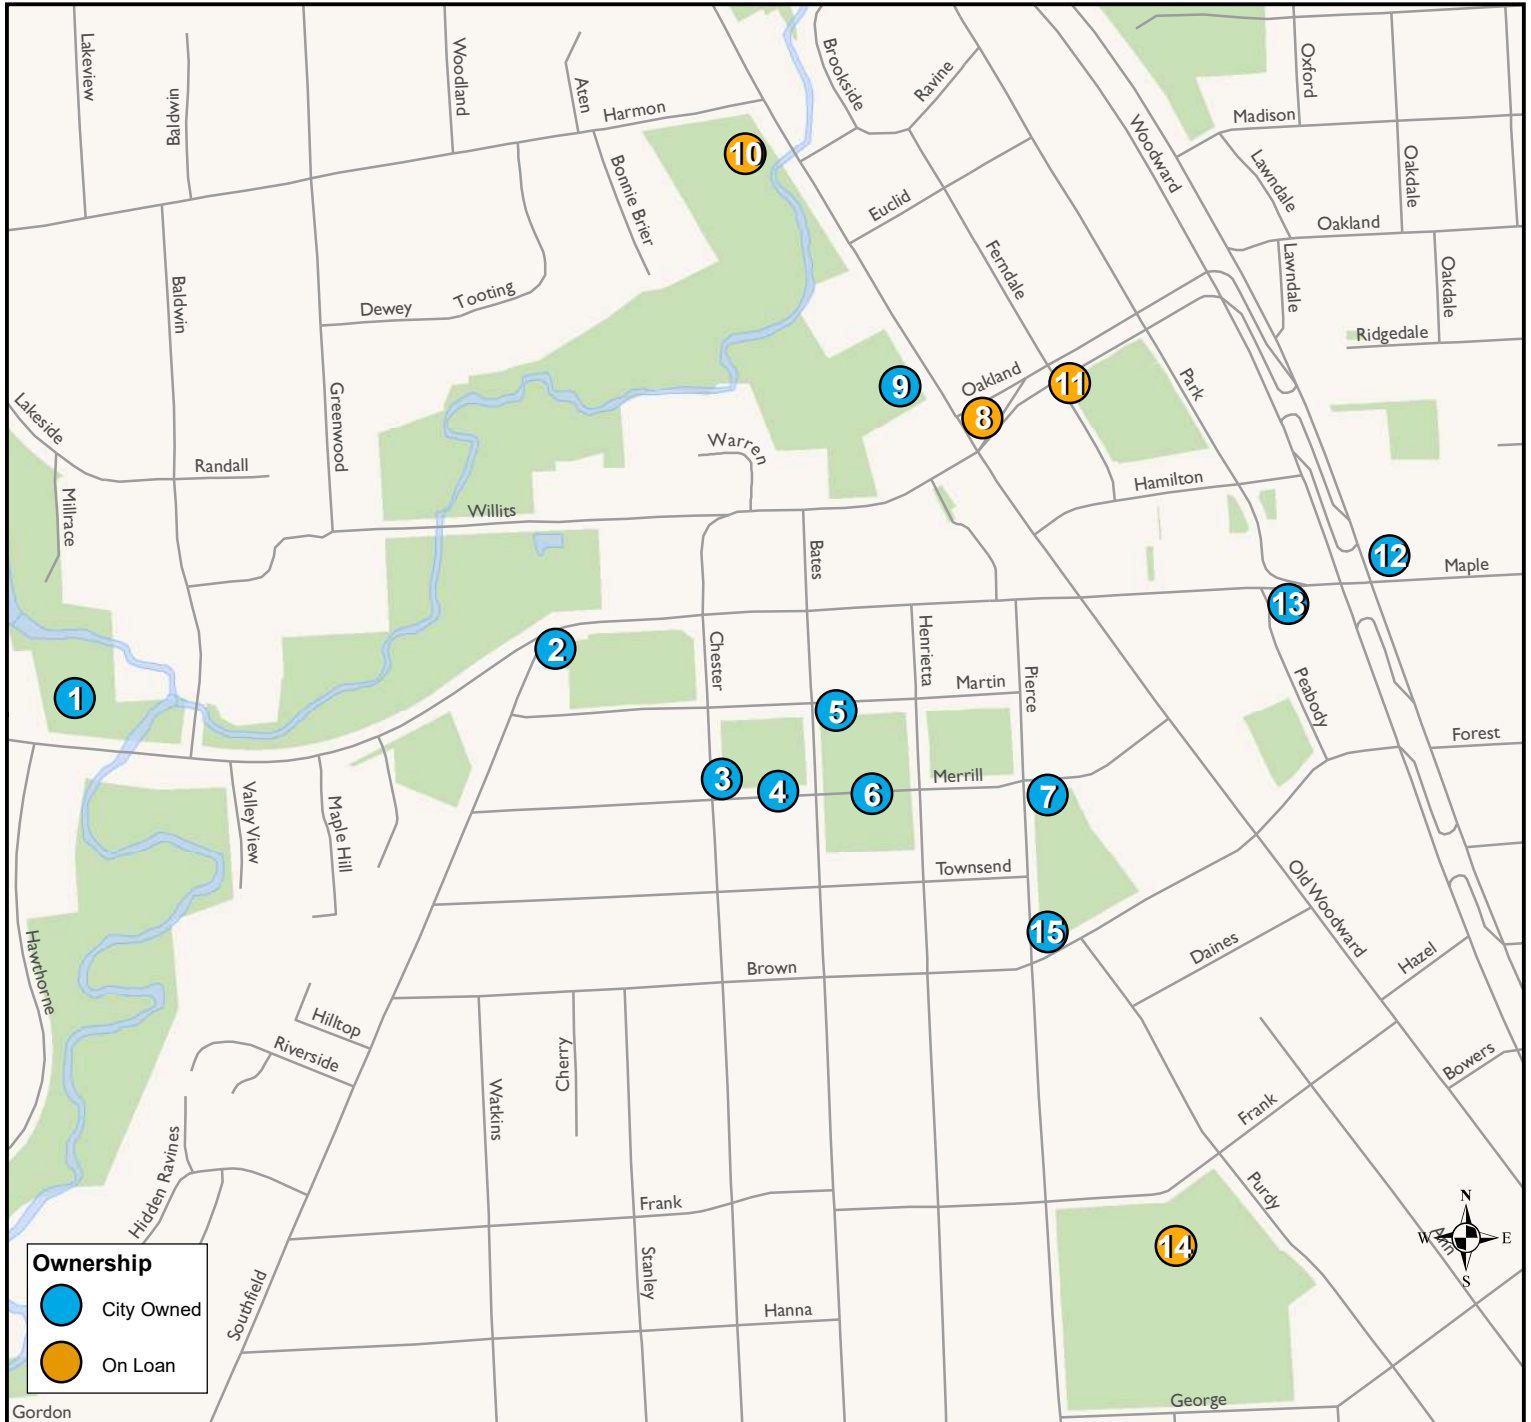 Lakeview
Baldwin
Woodland
Aten
Harmon
Bonnie Brier
Brookside
Ravine
Woodward
Oxford
Madison
Lawndale
Oakdale
Oakland
10
Euclid
Ferndale
Lawndale
Oakdale
Ridgedale
Baldwin
Dewey
Tooting
Greenwood
Lakeside
Randall
Millrace
Willits
Warren
9
Oakland
8
11
Park
Hamilton
Bates
12
Maple
13
1
2
Chester
Henrietta
Martin
Pierce
Peabody
Forest
5
3
4
6
Merrill
7
Valley View
Maple Hill
Townsend
15
Old Woodward
Hawthorne
Brown
Daines
Hazel
Hilltop
Riverside
Watkins
Cherry
Bowers
Frank
Hidden Ravines
Frank
Purdy
Stanley
14
Ann
N
W
E
S
Southfield
Hanna
George
Gordon
Ownership
City Owned
On Loan